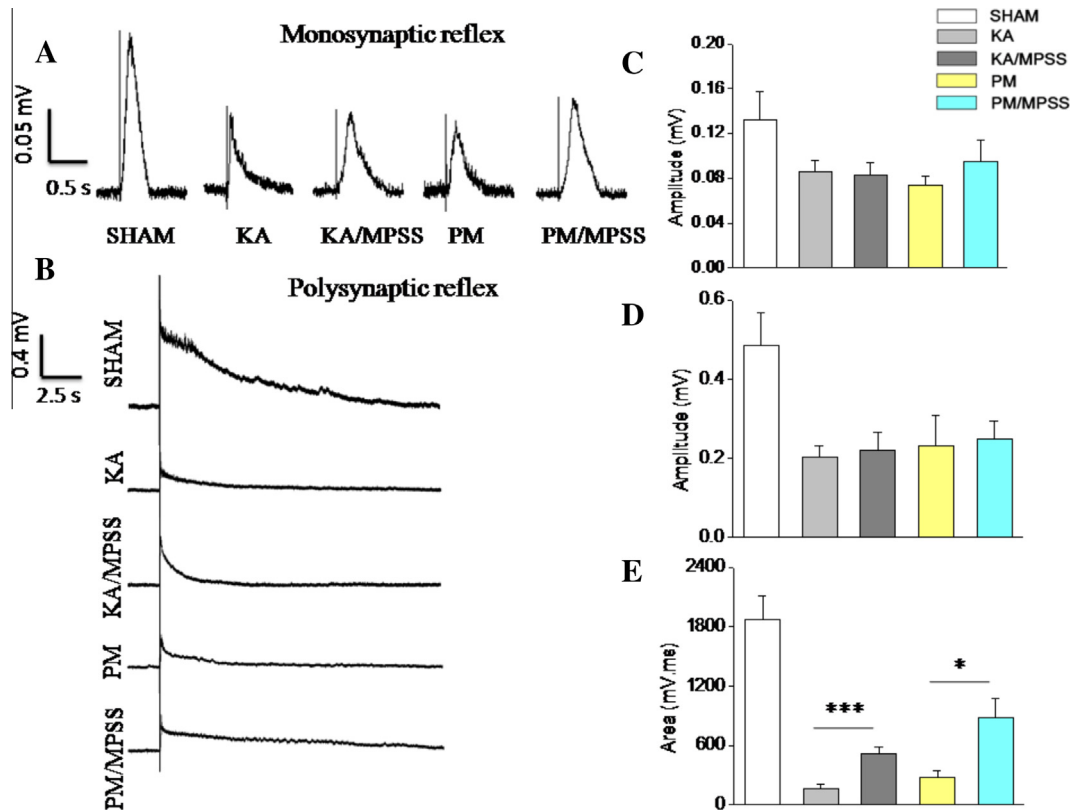 A
Monosynaptic reflex
0.05 mV
0.5 s
SHAM KA KA/MPSS PM PM/MPSS
B
Polysynaptic reflex
0.4 mV
2.5 s
SHAM
KA
KA/MPSS
PM
PM/MPSS
SHAM
KA
KA/MPSS
PM
PM/MPSS
C
Amplitude (mV)
0.20
0.16
0.12
0.08
0.04
0.00
D
Amplitude (mV)
0.6
0.4
0.2
0.0
E
Area (mV.ms)
2400
1800
1200
600
0
***
*